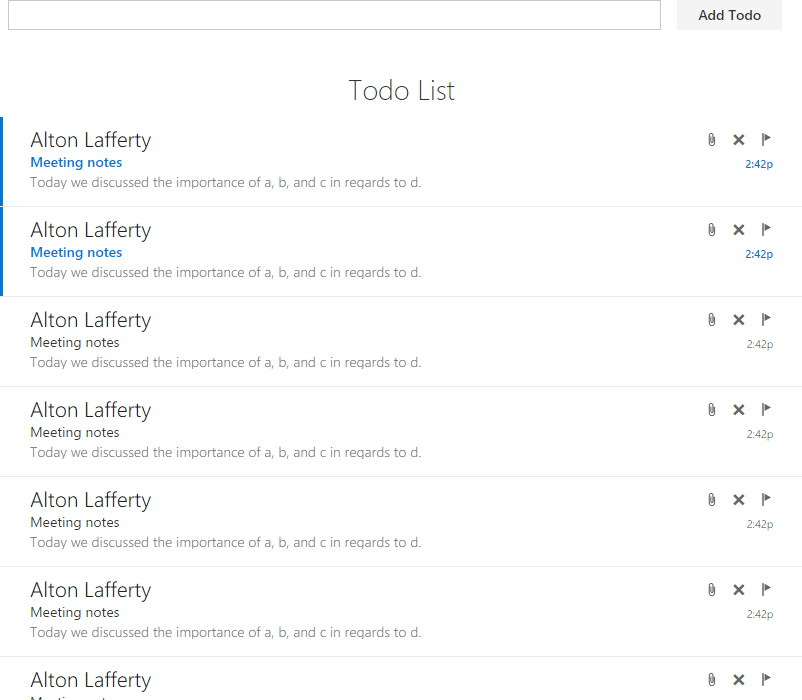 Add Todo
Todo List
Alton Lafferty
Meeting notes
2:42p
Today we discussed the importance of a, b, and c in regards to d.
Alton Lafferty
Meeting notes
2:42p
Today we discussed the importance of a, b, and c in regards to d.
Alton Lafferty
Meeting notes
2:42p
Today we discussed the importance of a, b, and c in regards to d.
Alton Lafferty
Meeting notes
2:42p
Today we discussed the importance of a, b, and c in regards to d.
Alton Lafferty
Meeting notes
2:42p
Today we discussed the importance of a, b, and c in regards to d.
Alton Lafferty
Meeting notes
2:42p
Today we discussed the importance of a, b, and c in regards to d.
Alton Lafferty